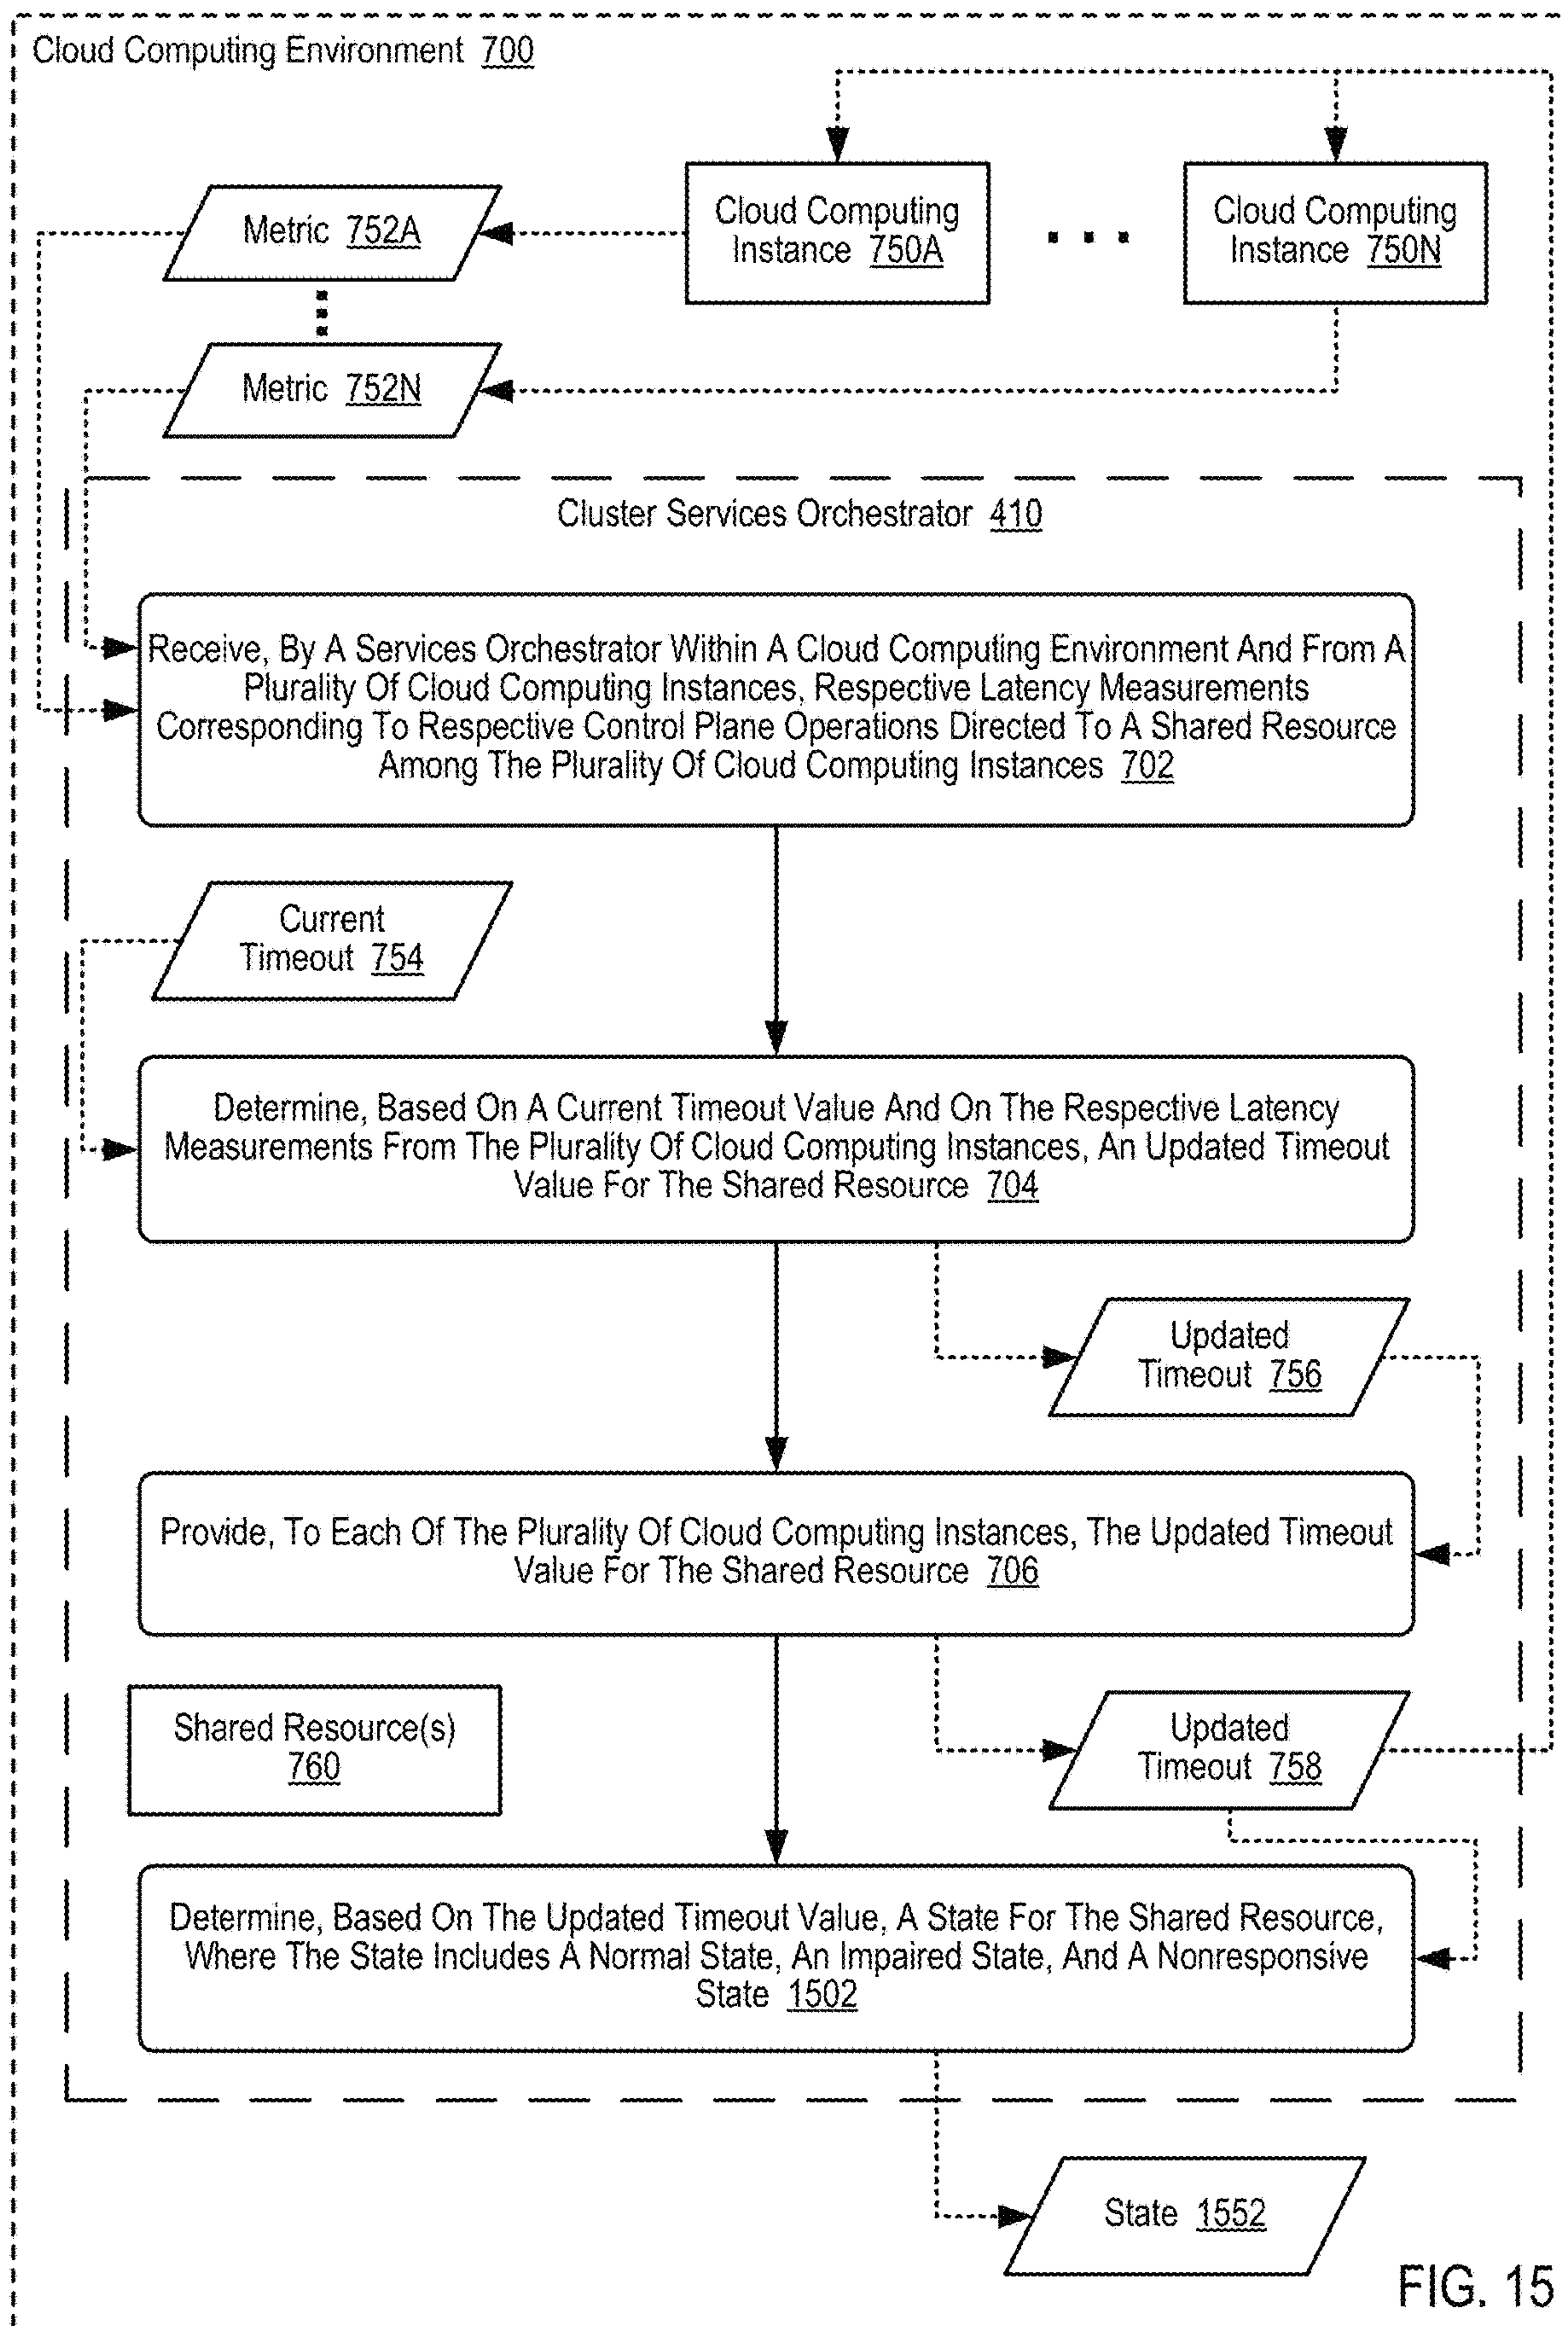 Cloud Computing Environment 700
Metric 752A
Cloud Computing
Instance 750A
Cloud Computing
Instance 750N
Metric 752N
Cluster Services Orchestrator 410
Receive, By A Services Orchestrator Within A Cloud Computing Environment And From A
Plurality Of Cloud Computing Instances, Respective Latency Measurements
Corresponding To Respective Control Plane Operations Directed To A Shared Resource
Among The Plurality Of Cloud Computing Instances 702
Current
Timeout 754
Determine, Based On A Current Timeout Value And On The Respective Latency
Measurements From The Plurality Of Cloud Computing Instances, An Updated Timeout
Value For The Shared Resource 704
Updated
Timeout 756
Provide, To Each Of The Plurality Of Cloud Computing Instances, The Updated Timeout
Value For The Shared Resource 706
Shared Resource(s)
760
Updated
Timeout 758
Determine, Based On The Updated Timeout Value, A State For The Shared Resource,
Where The State Includes A Normal State, An Impaired State, And A Nonresponsive
State 1502
State 1552
FIG. 15